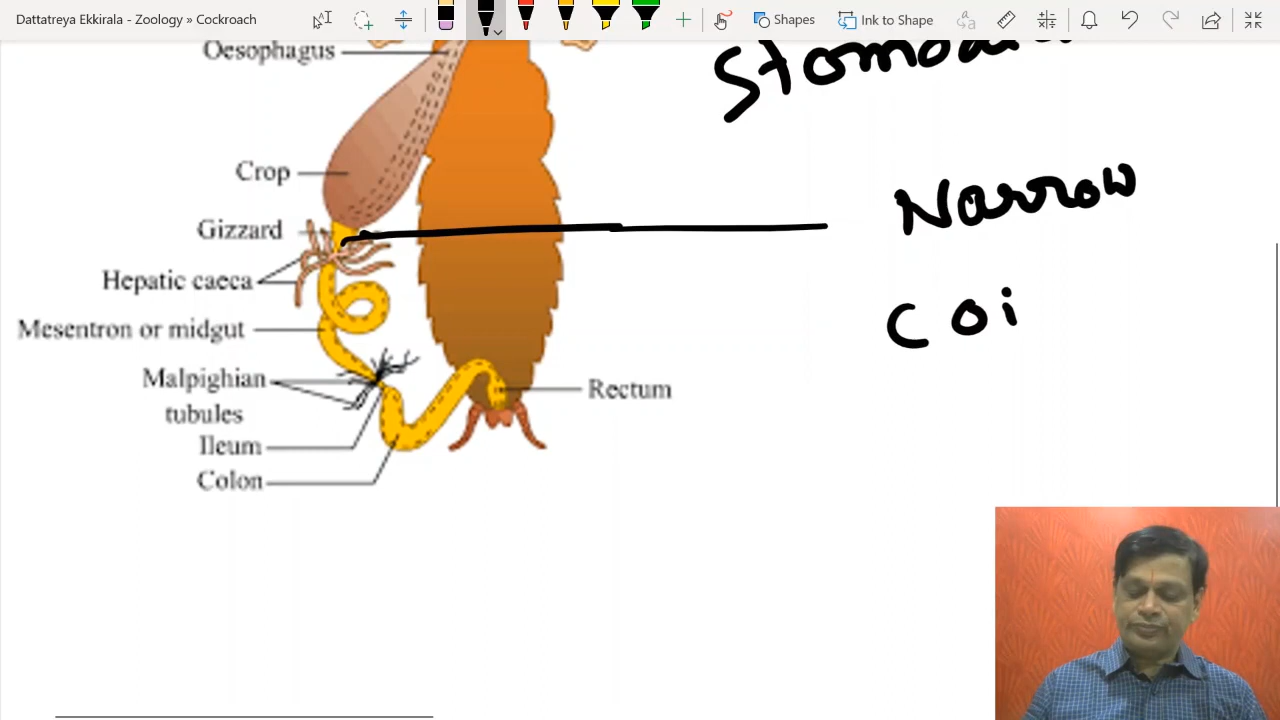 Dattatreya Ekkirala - Zoology » Cockroach
Shapes
Ink to Shape
Oesophagus
Crop
Narrow
Gizzard
Hepatic caeca
Coi
Mesentron or midgut
Malpighian
tubules
Rectum
Ileum
Colon